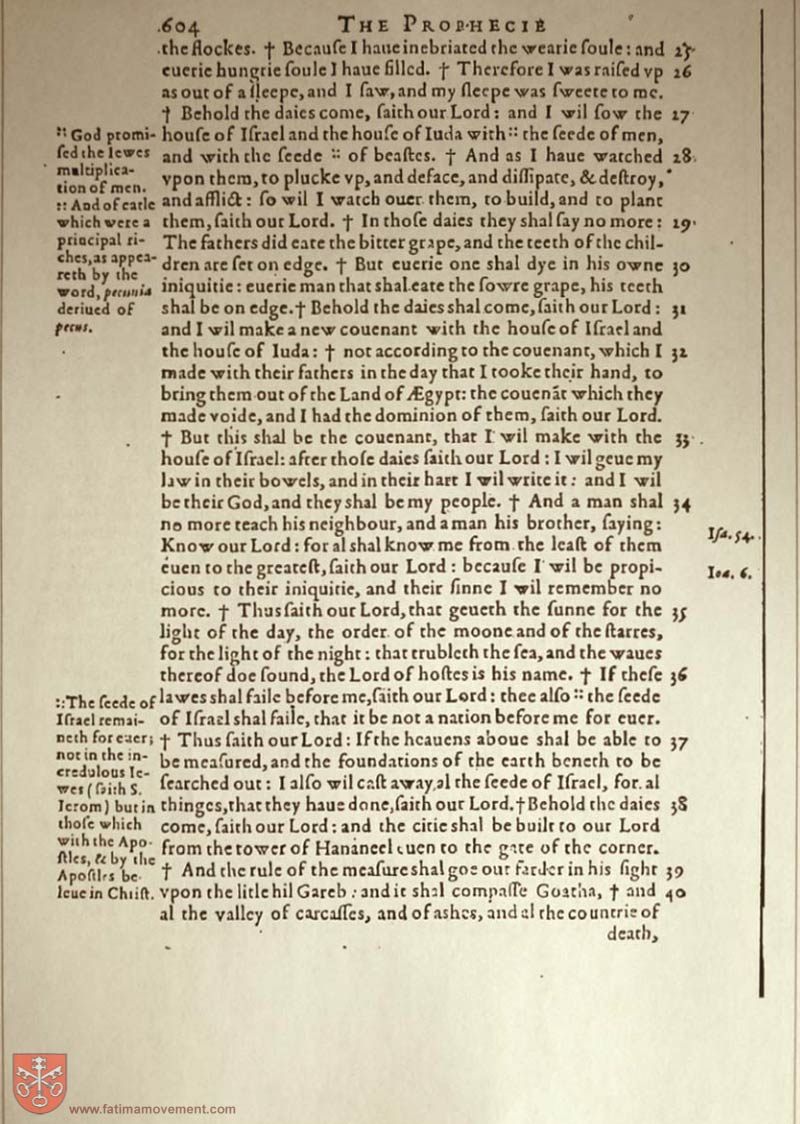 604 THE PROPHECIE
the flockes. † Becauſe I haue inebriated the wearie ſoule: and 25
euerie hungrie ſoule I haue filled. † Therefore I was raiſed vp 26
as out of a ſleepe, and I ſaw, and my ſleepe was ſweete to me.
† Behold the daies come, ſaith our Lord: and I wil ſow the 27
houſe of Iſrael and the houſe of Iuda with :: the ſeede of men,
and with the ſeede :: of beaſtes. † And as I haue watched 28
vpon them, to plucke vp, and deface, and diſſipate, & deſtroy,
and afflict: ſo wil I watch ouer them, to build, and to plant
them, ſaith our Lord. † In thoſe daies they shal ſay no more: 29
The fathers did eate the bitter grape, and the teeth of the chil-
dren are ſet on edge. † But euerie one shal dye in his owne 30
iniquitie: euerie man that shal eate the ſowre grape, his teeth
shal be on edge. † Behold the daies shal come, ſaith our Lord: 31
and I wil make a new couenant with the houſe of Iſrael and
the houſe of Iuda: † not according to the couenant, which I 32
made with their fathers in the day that I tooke their hand, to
bring them out of the Land of Ægypt: the couenãt which they
made voide, and I had the dominion of them, ſaith our Lord.
† But this shal be the couenant, that I wil make with the 33
houſe of Iſrael: after thoſe daies ſaith our Lord: I wil geue my
law in their bowels, and in their hart I wil write it: and I wil
be their God, and they shal be my people. † And a man shal 34
no more teach his neighbour, and a man his brother, ſaying:
Know our Lord: for al shal know me from the leaſt of them
euen to the greateſt, ſaith our Lord: becauſe I wil be propi-
cious to their iniquitie, and their ſinne I wil remember no
more. † Thus ſaith our Lord, that geueth the ſunne for the 35
light of the day, the order of the moone and of the ſtarres,
for the light of the night: that trubleth the ſea, and the waues
thereof doe ſound, the Lord of hoſtes is his name. † If theſe 36
lawes shal faile before me, ſaith our Lord: thee alſo :: the ſeede
of Iſrael shal faile, that it be not a nation before me for euer.
† Thus ſaith our Lord: If the heauens aboue shal be able to 37
be meaſured, and the foundations of the earth beneth to be
ſearched out: I alſo wil caſt away al the ſeede of Iſrael, for al
thinges, that they haue done, ſaith our Lord. † Behold the daies 38
come, ſaith our Lord: and the citie shal be built to our Lord
from the tower of Hananeel euen to the gate of the corner.
† And the rule of the meaſure shal goe out farder in his ſight 39
vpon the litle hil Gareb: and it shal compaſſe Goatha, † and 40
al the valley of carcaſſes, and of ashes, and al the countrie of
death,
:: God promi-
ſed the Iewes
multiplica-
tion of men.
:: And of catle
which were a
principal ri-
ches, as appea-
reth by the
word, pecunia
deriued of
pecus.
:: The ſeede of
Iſrael remai-
neth for euer;
not in the in-
credulous Ie-
wes (ſaith S.
Ierom) but in
thoſe which
with the Apo-
ſtles, & by the
Apoſtles be-
leue in Chriſt.
Iſa. 54.
Ioa. 6.
www.fatimamovement.com